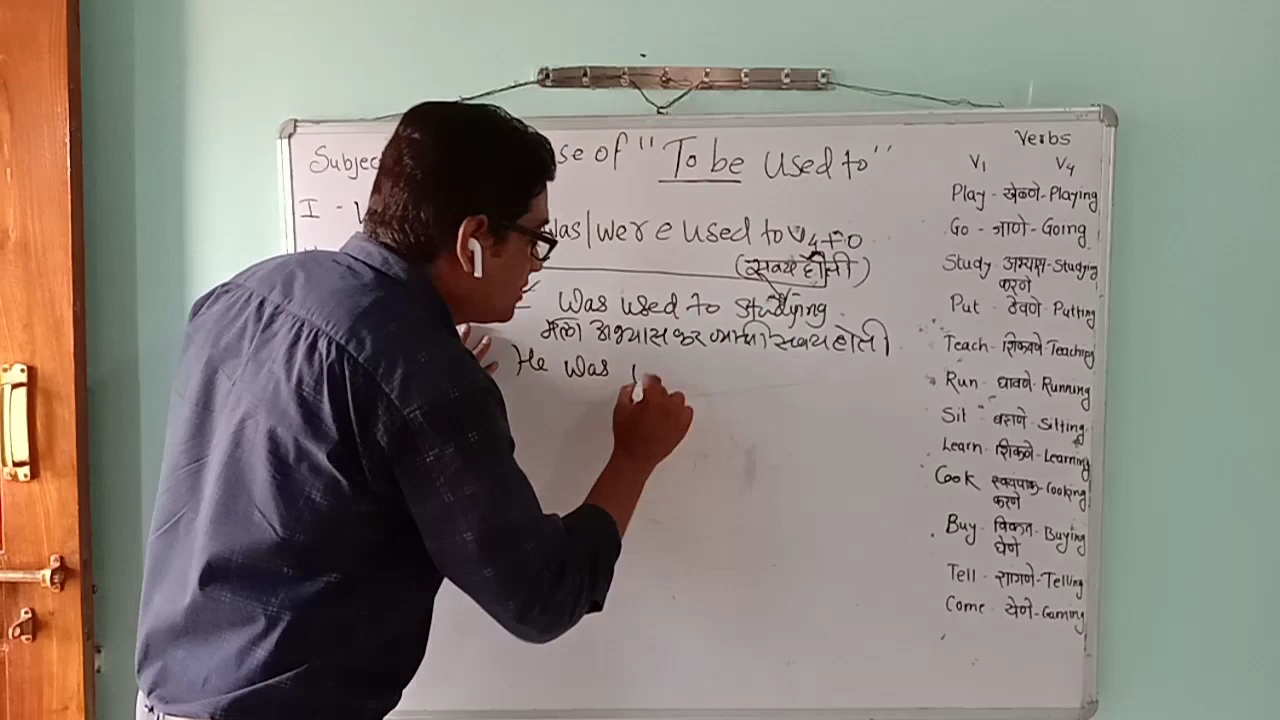 Subjec
se of "To be used to"
I -
was/were used to V4+O
(सवय होती)
Was used to studying.
मला अभ्यास करण्याची सवय होती।
He was
Verbs
V1 V4
Play - खेळणे - Playing
Go - जाणे - Going
Study अभ्यास - Studying
करणे
Put - ठेवणे - Putting
Teach - शिकवणे - Teaching
Run - धावणे - Running
Sit - बसणे - Sitting
Learn - शिकणे - Learning
Cook स्वयपाक - Cooking
करणे
Buy - विकत - Buying
घेणे
Tell - सागणे - Telling
Come - येणे - Coming